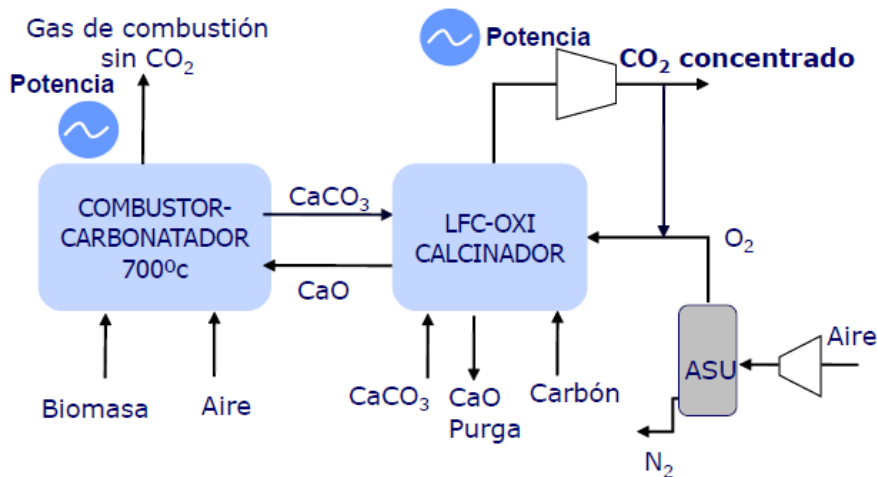 Gas de combustión
sin CO₂
Potencia
Potencia
CO₂ concentrado
COMBUSTOR-
CARBONATADOR
700ºc
CaCO₃
CaO
LFC-OXI
CALCINADOR
O₂
Biomasa
Aire
CaCO₃
CaO
Purga
Carbón
ASU
Aire
N₂